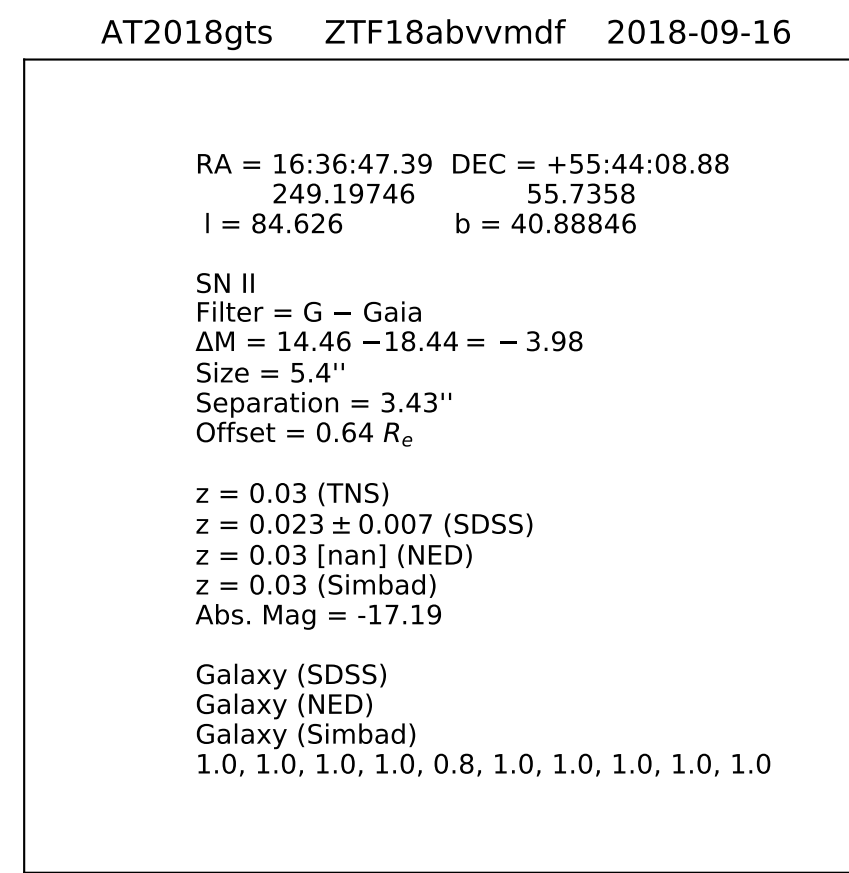 AT2018gts ZTF18abvvmdf 2018-09-16
RA = 16:36:47.39 DEC = +55:44:08.88
249.19746 55.7358
l = 84.626 b = 40.88846
SN II
Filter = G − Gaia
ΔM = 14.46 −18.44 = − 3.98
Size = 5.4''
Separation = 3.43''
Offset = 0.64 Rₑ
z = 0.03 (TNS)
z = 0.023 ± 0.007 (SDSS)
z = 0.03 [nan] (NED)
z = 0.03 (Simbad)
Abs. Mag = -17.19
Galaxy (SDSS)
Galaxy (NED)
Galaxy (Simbad)
1.0, 1.0, 1.0, 1.0, 0.8, 1.0, 1.0, 1.0, 1.0, 1.0